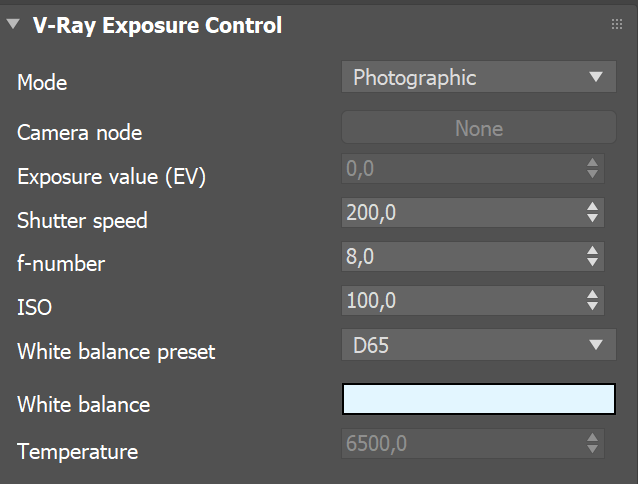 V-Ray Exposure Control
Mode Photographic
Camera node None
Exposure value (EV) 0,0
Shutter speed 200,0
f-number 8,0
ISO 100,0
White balance preset D65
White balance
Temperature 6500,0